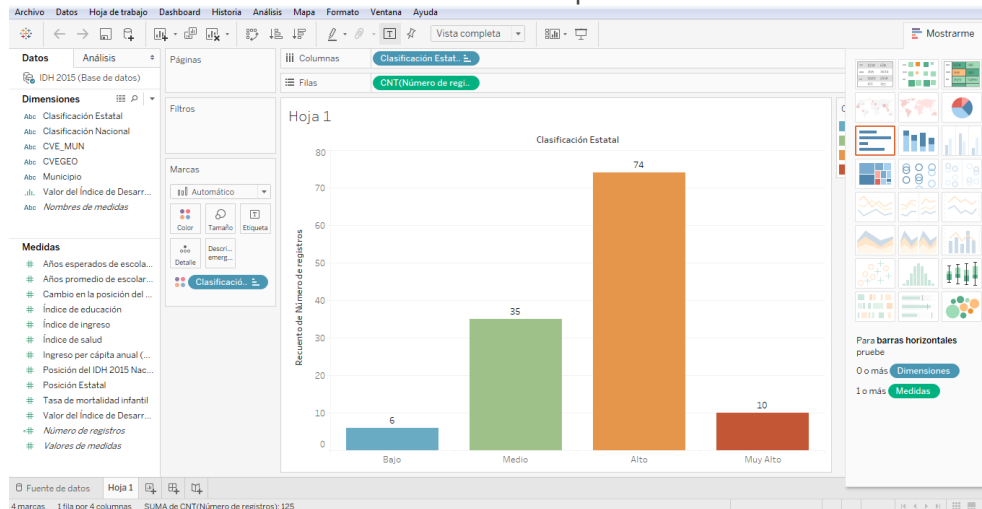 Archivo Datos Hoja de trabajo Dashboard Historia Análisis Mapa Formato Ventana Ayuda
Vista completa
Mostrarme
Datos Análisis
IDH 2015 (Base de datos)
Dimensiones
Abc Clasificación Estatal
Abc Clasificación Nacional
Abc CVE_MUN
Abc CVEGEO
Abc Municipio
Valor del Índice de Desarr...
Abc Nombres de medidas
Medidas
Años esperados de escola...
Años promedio de escolar...
Cambio en la posición del ...
Índice de educación
Índice de ingreso
Índice de salud
Ingreso per cápita anual (...
Posición del IDH 2015 Nac...
Posición Estatal
Tasa de mortalidad infantil
Valor del Índice de Desarr...
Número de registros
Valores de medidas
Páginas
Filtros
Marcas
Automático
Color Tamaño Etiqueta
Detalle Descri... emerg...
Clasificació..
Columnas Clasificación Estat..
Filas CNT(Número de regi..
Hoja 1
Clasificación Estatal
Recuento de Número de registros
80
70
60
50
40
30
20
10
0
6
35
74
10
Bajo Medio Alto Muy Alto
Para barras horizontales
pruebe
0 o más Dimensiones
1 o más Medidas
Fuente de datos Hoja 1
4 marcas 1 fila por 4 columnas SUMA de CNT(Número de registros): 125